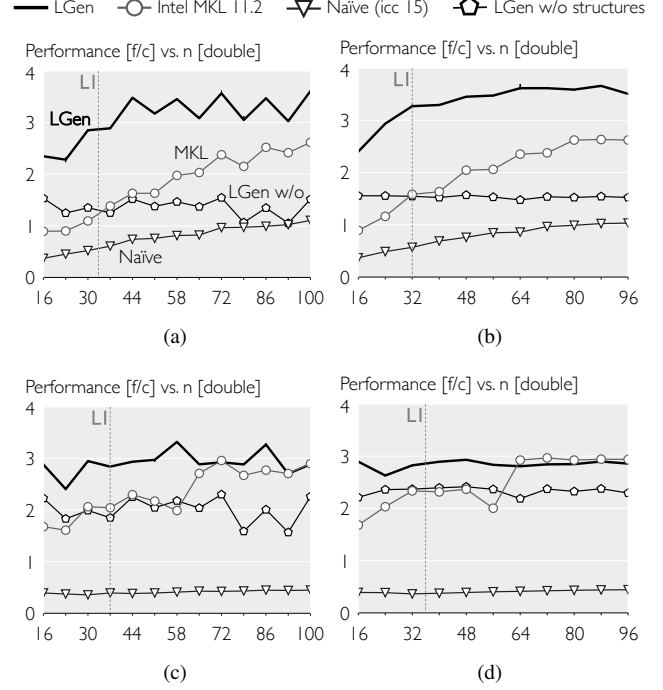 LGen Intel MKL 11.2 Naïve (icc 15) LGen w/o structures
Performance [f/c] vs. n [double]
4
3
2
1
0
L1
LGen
MKL
LGen w/o
Naïve
16 30 44 58 72 86 100
(a)
Performance [f/c] vs. n [double]
4
3
2
1
0
L1
16 32 48 64 80 96
(b)
Performance [f/c] vs. n [double]
4
3
2
1
0
L1
16 30 44 58 72 86 100
(c)
Performance [f/c] vs. n [double]
4
3
2
1
0
L1
16 32 48 64 80 96
(d)